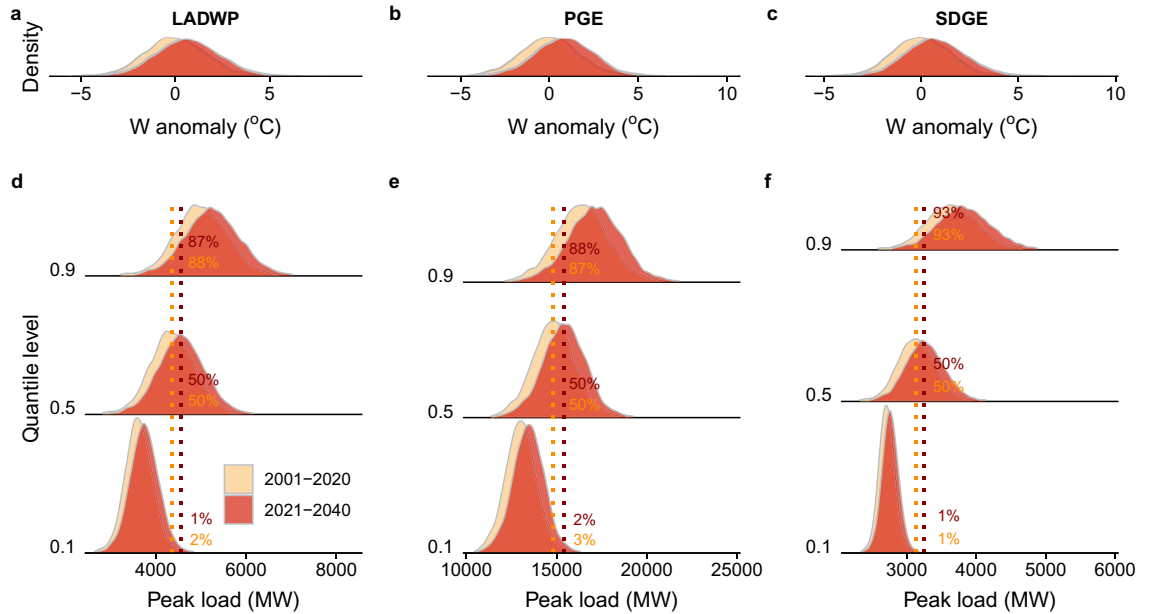 a
LADWP
b
PGE
c
SDGE
Density
−5 0 5
−5 0 5 10
−5 0 5 10
W anomaly (°C)
W anomaly (°C)
W anomaly (°C)
d
e
f
Quantile level
0.9
87%
88%
0.5
50%
50%
0.1
1%
2%
2001−2020
2021−2040
4000 6000 8000
Peak load (MW)
0.9
88%
87%
0.5
50%
50%
0.1
2%
3%
10000 15000 20000 25000
Peak load (MW)
0.9
93%
93%
0.5
50%
50%
0.1
1%
1%
3000 4000 5000 6000
Peak load (MW)